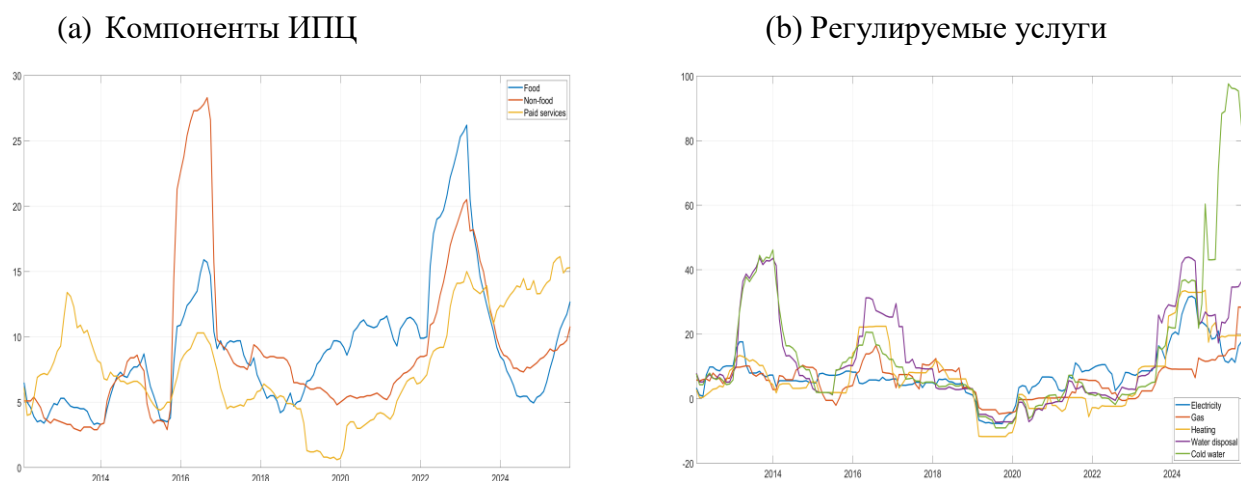 (a) Компоненты ИПЦ
(b) Регулируемые услуги
30
25
20
15
10
5
0
2014 2016 2018 2020 2022 2024
Food
Non-food
Paid services
100
80
60
40
20
0
-20
2014 2016 2018 2020 2022 2024
Electricity
Gas
Heating
Water disposal
Cold water